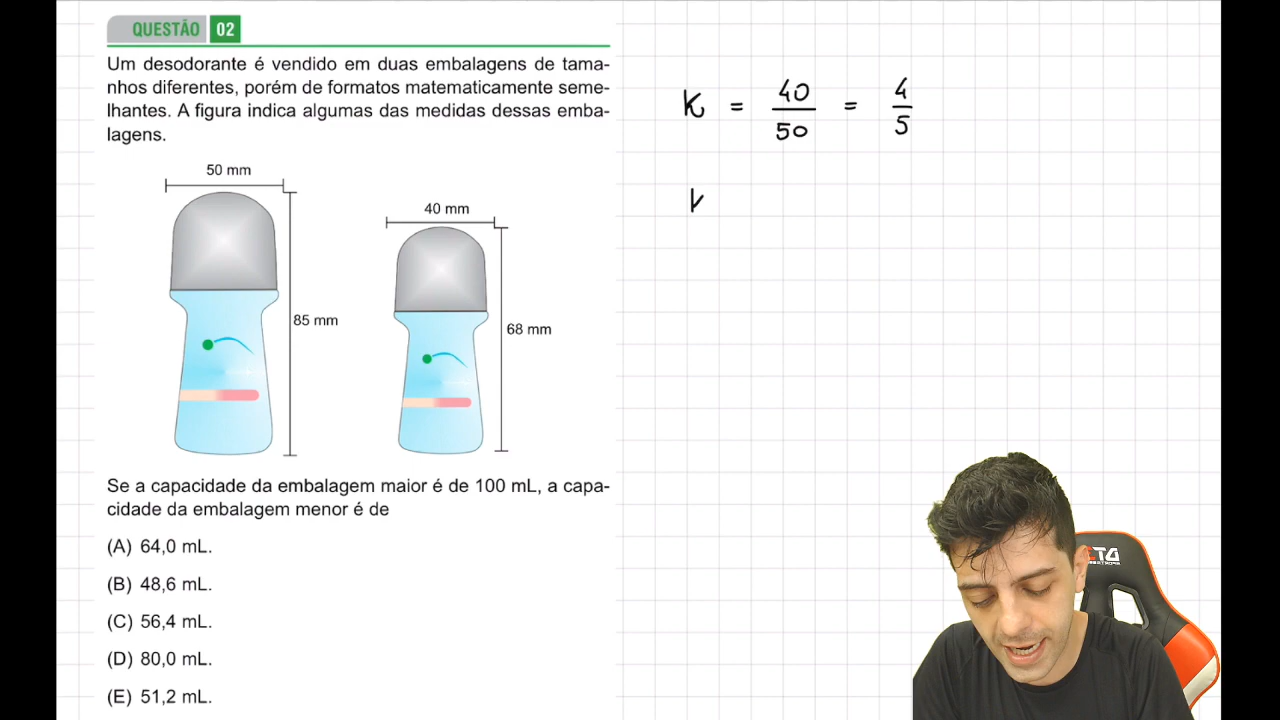 QUESTÃO 02
Um desodorante é vendido em duas embalagens de tama-
nhos diferentes, porém de formatos matematicamente seme-
lhantes. A figura indica algumas das medidas dessas emba-
lagens.
50 mm
40 mm
85 mm
68 mm
Se a capacidade da embalagem maior é de 100 mL, a capa-
cidade da embalagem menor é de
(A) 64,0 mL.
(B) 48,6 mL.
(C) 56,4 mL.
(D) 80,0 mL.
(E) 51,2 mL.
K = 40/50 = 4/5